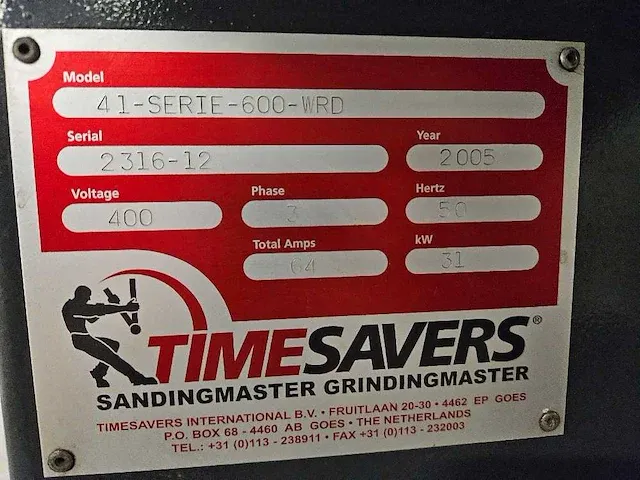 Model
41-SERIE-600-WRD
Serial Year
2316-12 2005
Voltage Phase Hertz
400 3 50
Total Amps kW
64 31
TIMESAVERS®
SANDINGMASTER GRINDINGMASTER
TIMESAVERS INTERNATIONAL B.V. • FRUITLAAN 20-30 • 4462 EP GOES
P.O. BOX 68 - 4460 AB GOES • THE NETHERLANDS
TEL.: +31 (0)113 - 238911 • FAX +31 (0)113 - 232003